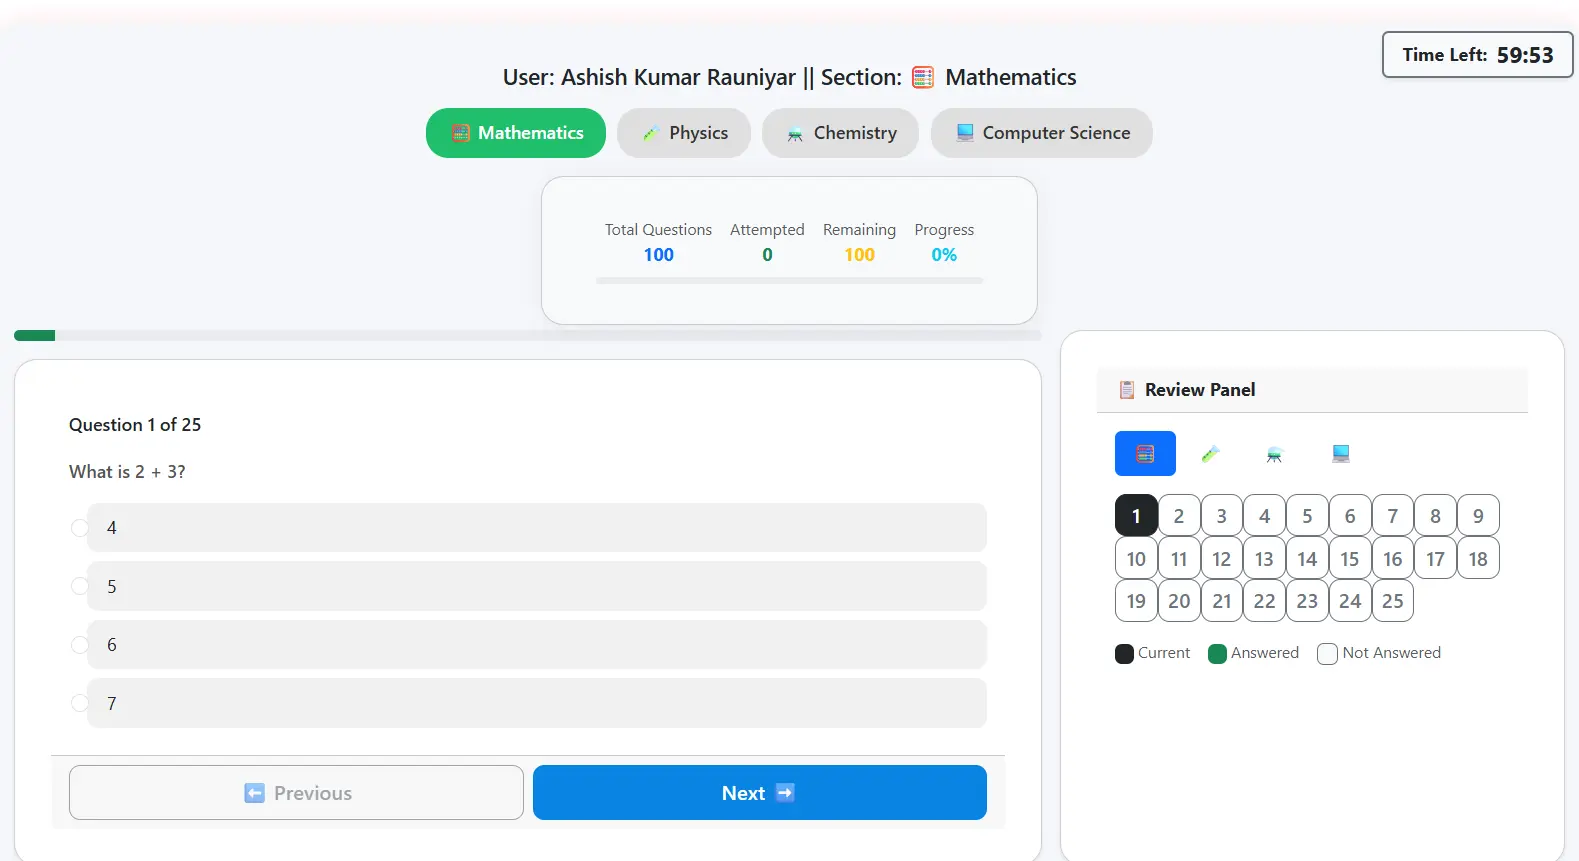 Time Left: 59:53
User: Ashish Kumar Rauniyar || Section: Mathematics
Mathematics Physics Chemistry Computer Science
Total Questions Attempted Remaining Progress
100 0 100 0%
Question 1 of 25
What is 2 + 3?
4
5
6
7
Previous Next
Review Panel
1 2 3 4 5 6 7 8 9
10 11 12 13 14 15 16 17 18
19 20 21 22 23 24 25
Current Answered Not Answered